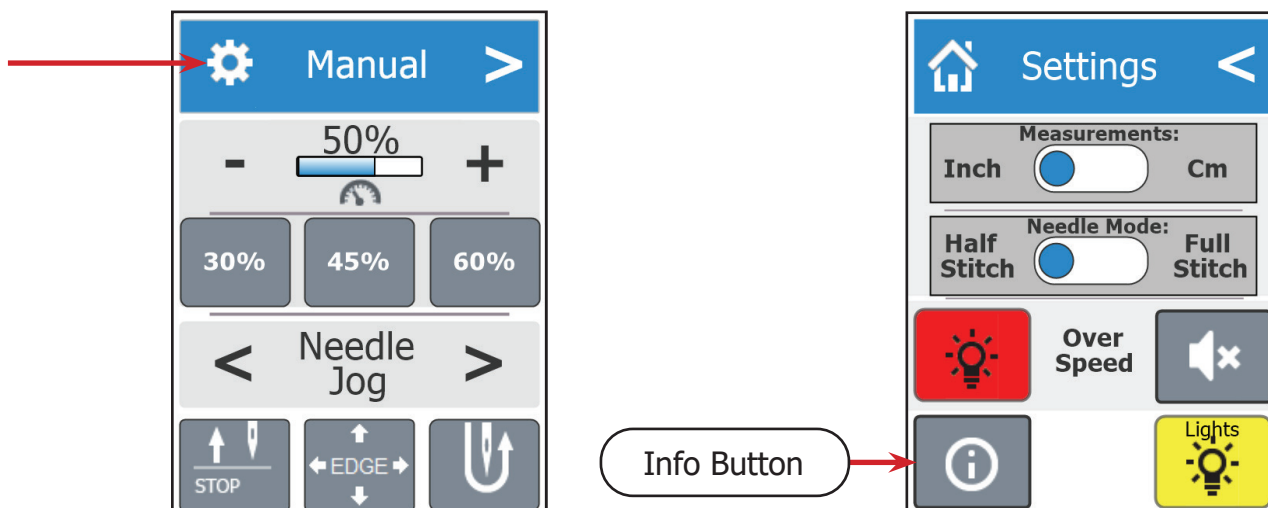 Manual >
50%
- +
30% 45% 60%
< Needle >
Jog
STOP
EDGE
Settings <
Measurements:
Inch Cm
Needle Mode:
Half Full
Stitch Stitch
Over
Speed
Lights
Info Button